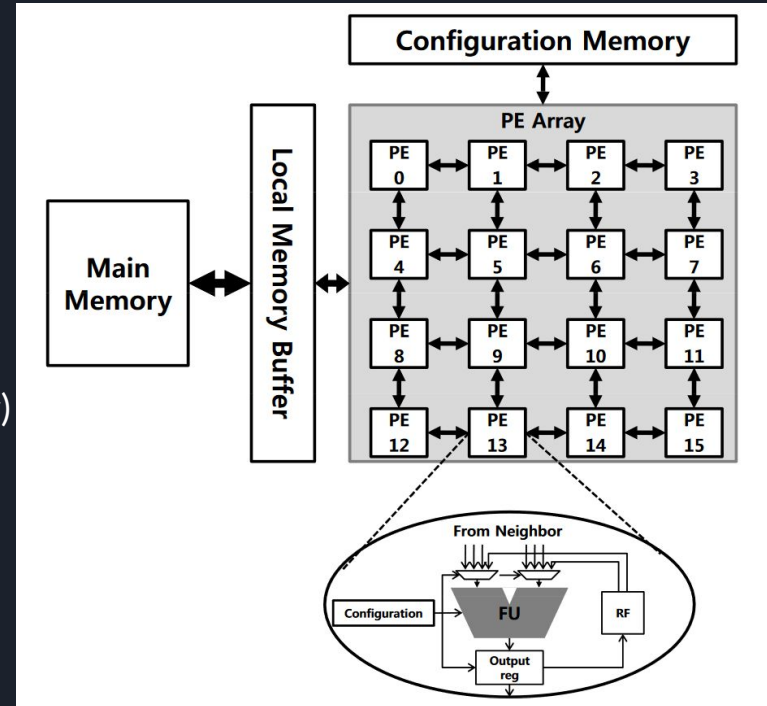 Configuration Memory
PE Array
PE PE PE PE
0 1 2 3
Local Memory Buffer
Main
Memory
PE PE PE PE
4 5 6 7
PE PE PE PE
8 9 10 11
)
PE PE PE PE
12 13 14 15
From Neighbor
Configuration
FU
RF
Output
reg